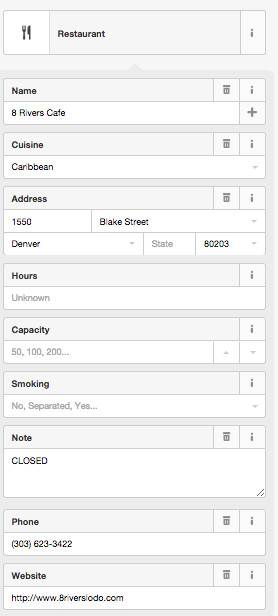 Restaurant
Name
8 Rivers Cafe
Cuisine
Caribbean
Address
1550 Blake Street
Denver State 80203
Hours
Unknown
Capacity
50, 100, 200...
Smoking
No, Separated, Yes...
Note
CLOSED
Phone
(303) 623-3422
Website
http://www.8riverslodo.com